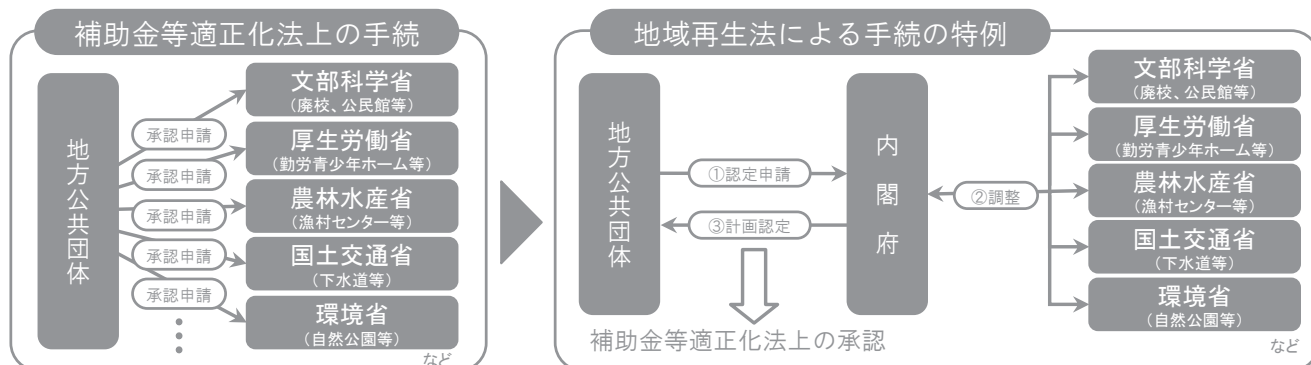 補助金等適正化法上の手続
地方公共団体
承認申請
承認申請
承認申請
承認申請
承認申請
文部科学省
（廃校、公民館等）
厚生労働省
（勤労青少年ホーム等）
農林水産省
（漁村センター等）
国土交通省
（下水道等）
環境省
（自然公園等）
など
地域再生法による手続の特例
地方公共団体
①認定申請
③計画認定
内閣府
②調整
文部科学省
（廃校、公民館等）
厚生労働省
（勤労青少年ホーム等）
農林水産省
（漁村センター等）
国土交通省
（下水道等）
環境省
（自然公園等）
など
補助金等適正化法上の承認